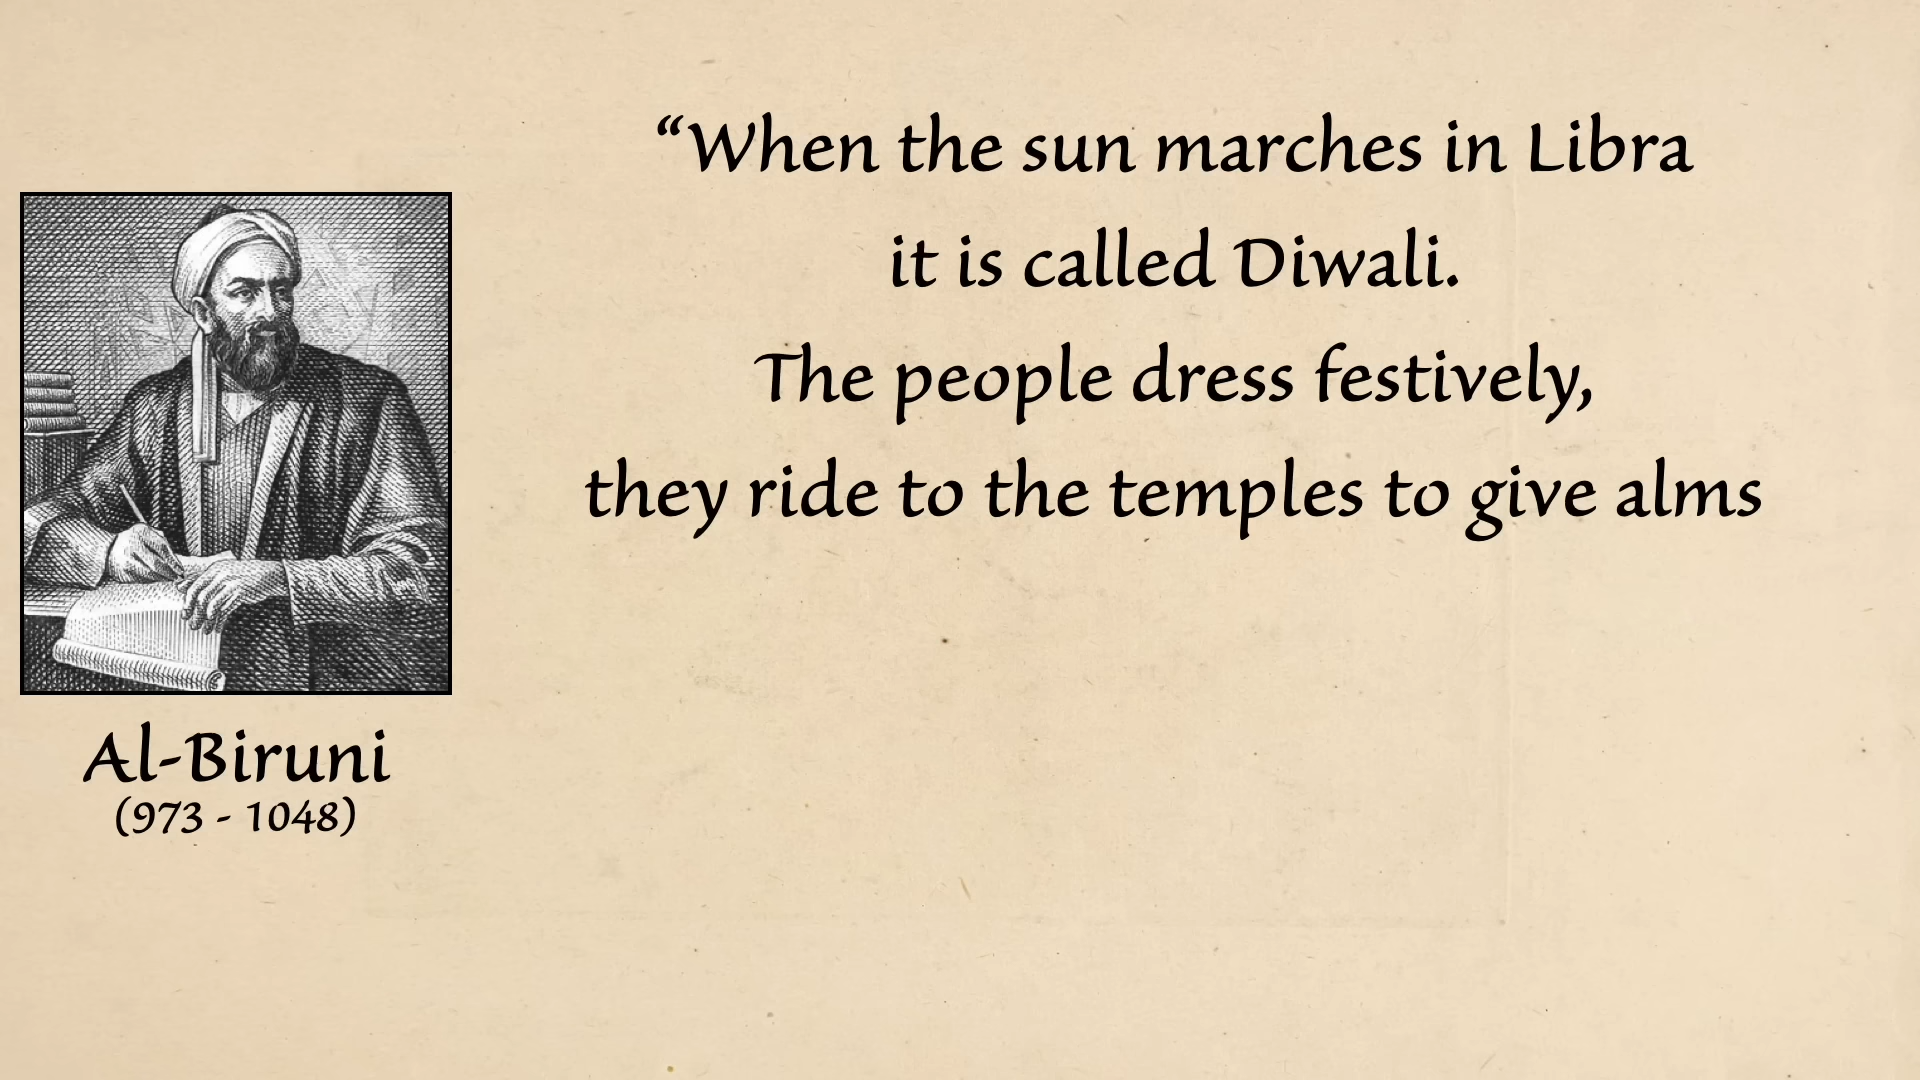 “When the sun marches in Libra
it is called Diwali.
The people dress festively,
they ride to the temples to give alms
Al-Biruni
(973 - 1048)